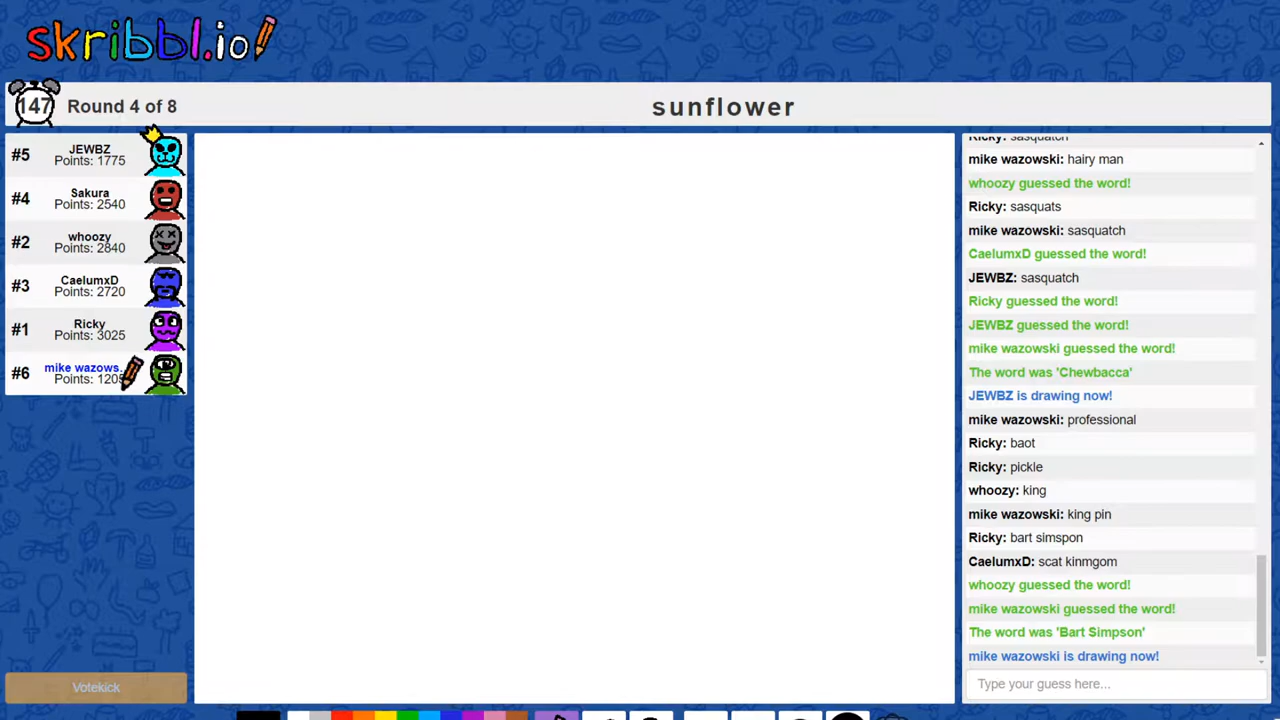 skribbl.io
147 Round 4 of 8
sunflower
#5 JEWBZ
Points: 1775
#4 Sakura
Points: 2540
#2 whoozy
Points: 2840
#3 CaelumxD
Points: 2720
#1 Ricky
Points: 3025
#6 mike wazows..
Points: 1205
Votekick
Ricky: sasquatch
mike wazowski: hairy man
whoozy guessed the word!
Ricky: sasquats
mike wazowski: sasquatch
CaelumxD guessed the word!
JEWBZ: sasquatch
Ricky guessed the word!
JEWBZ guessed the word!
mike wazowski guessed the word!
The word was 'Chewbacca'
JEWBZ is drawing now!
mike wazowski: professional
Ricky: baot
Ricky: pickle
whoozy: king
mike wazowski: king pin
Ricky: bart simspon
CaelumxD: scat kinmgom
whoozy guessed the word!
mike wazowski guessed the word!
The word was 'Bart Simpson'
mike wazowski is drawing now!
Type your guess here...